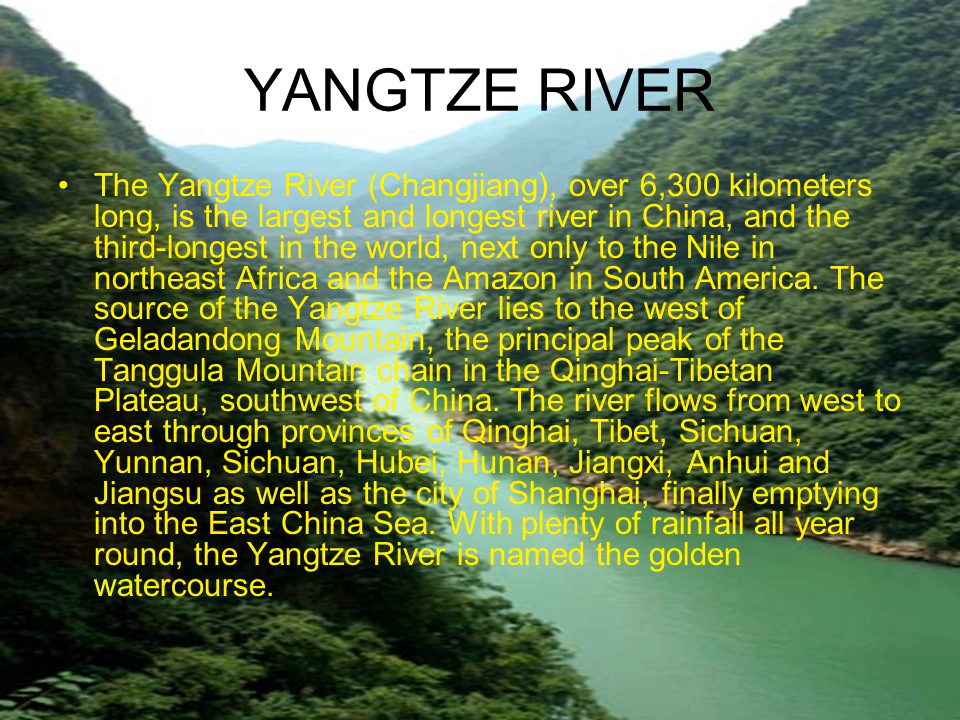 YANGTZE RIVER
• The Yangtze River (Changjiang), over 6,300 kilometers
long, is the largest and longest river in China, and the
third-longest in the world, next only to the Nile in
northeast Africa and the Amazon in South America. The
source of the Yangtze River lies to the west of
Geladandong Mountain, the principal peak of the
Tanggula Mountain chain in the Qinghai-Tibetan
Plateau, southwest of China. The river flows from west to
east through provinces of Qinghai, Tibet, Sichuan,
Yunnan, Sichuan, Hubei, Hunan, Jiangxi, Anhui and
Jiangsu as well as the city of Shanghai, finally emptying
into the East China Sea. With plenty of rainfall all year
round, the Yangtze River is named the golden
watercourse.